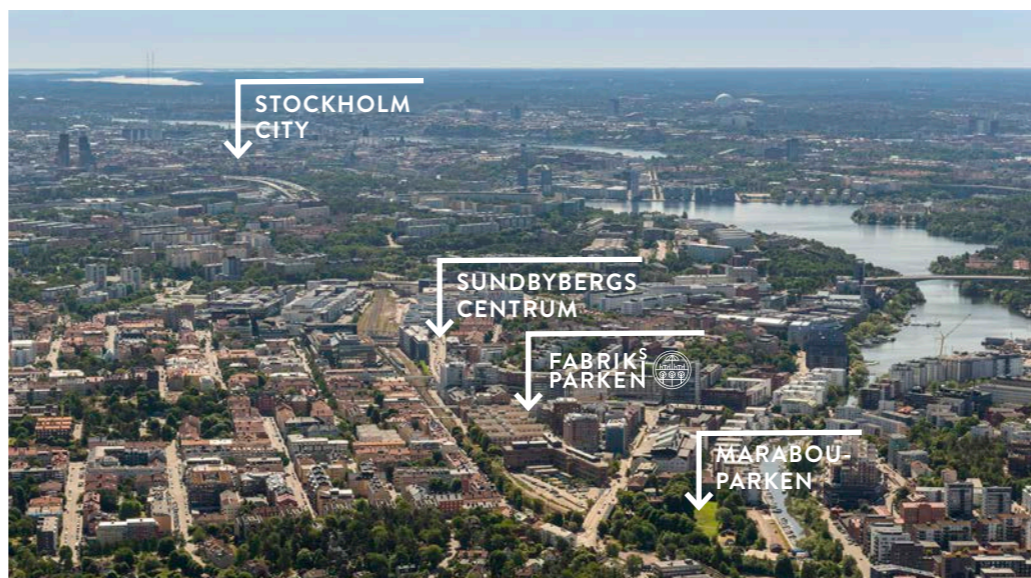 STOCKHOLM
CITY
SUNDBYBERGS
CENTRUM
FABRIKS
PARKEN
MARABOU-
PARKEN